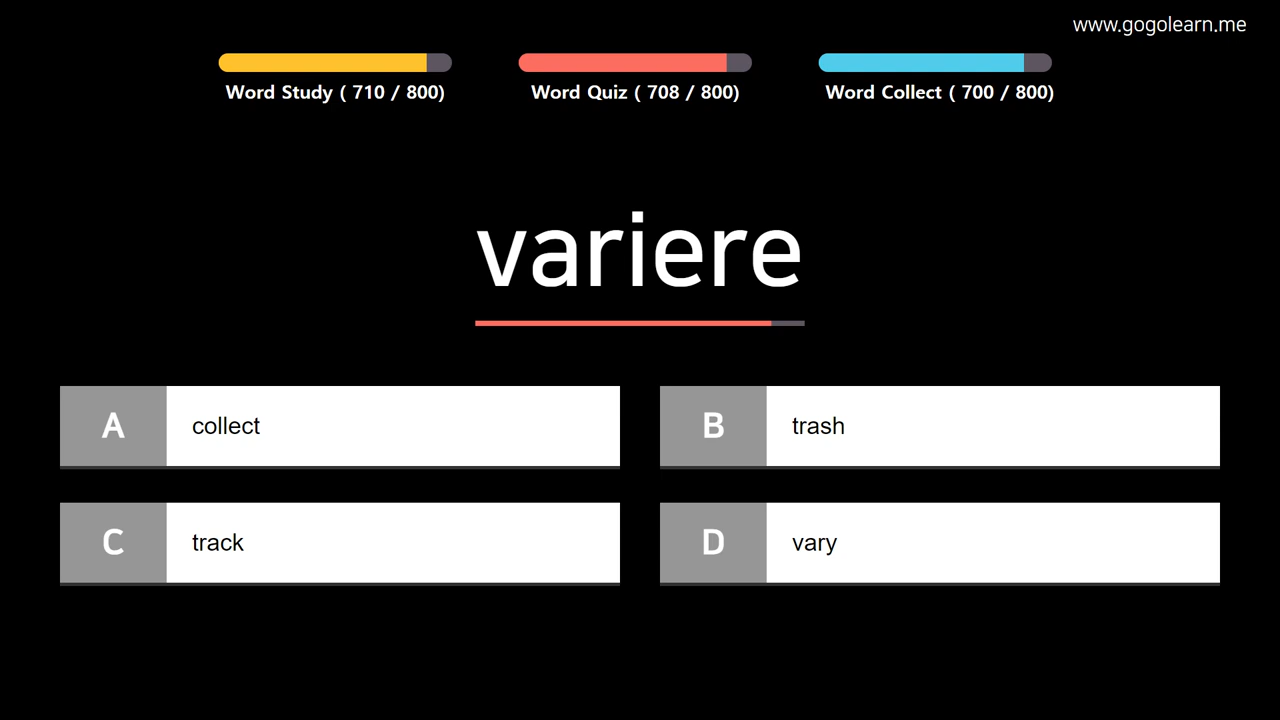 www.gogolearn.me
Word Study ( 710 / 800)
Word Quiz ( 708 / 800)
Word Collect ( 700 / 800)
variere
A collect
B trash
C track
D vary